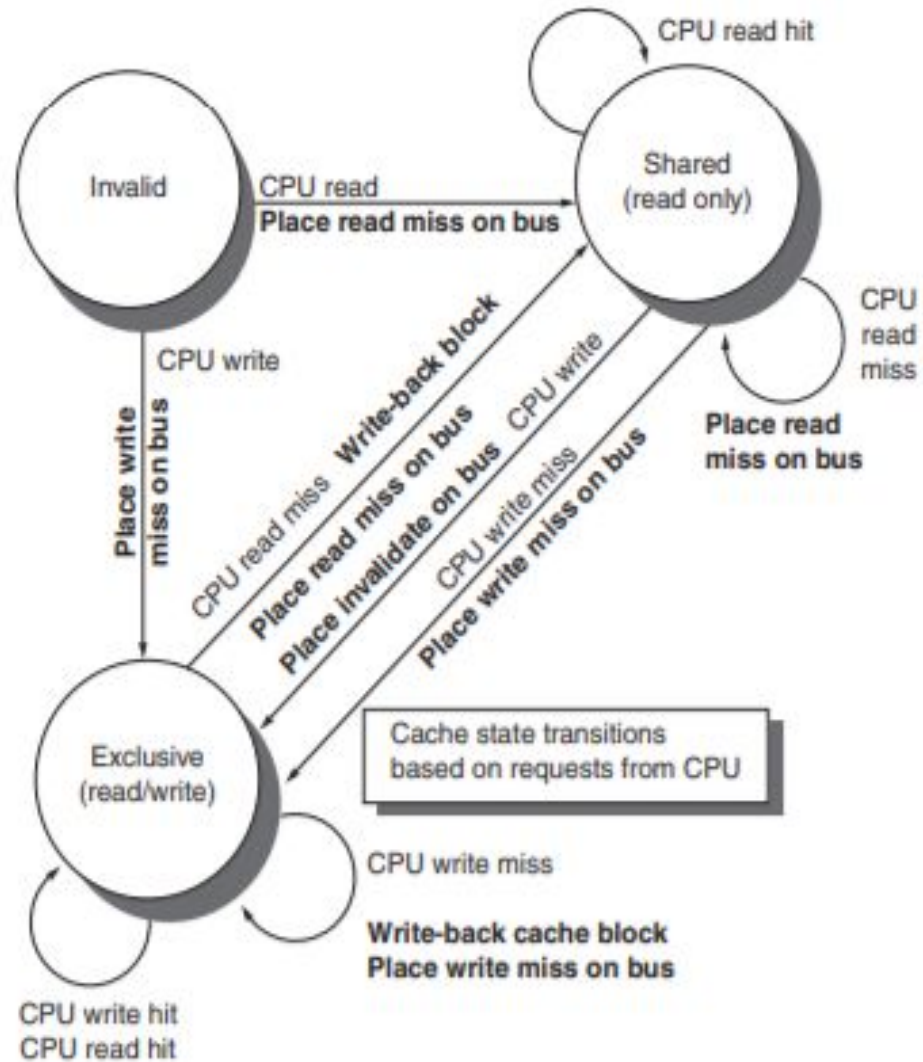 CPU read hit
Invalid
Shared
(read only)
CPU read
Place read miss on bus
CPU
read
miss
Place read
miss on bus
CPU write
Place write
miss on bus
CPU read miss Write-back block
Place read miss on bus
Place invalidate on bus CPU write
CPU write miss
Place write miss on bus
Cache state transitions
based on requests from CPU
Exclusive
(read/write)
CPU write miss
Write-back cache block
Place write miss on bus
CPU write hit
CPU read hit